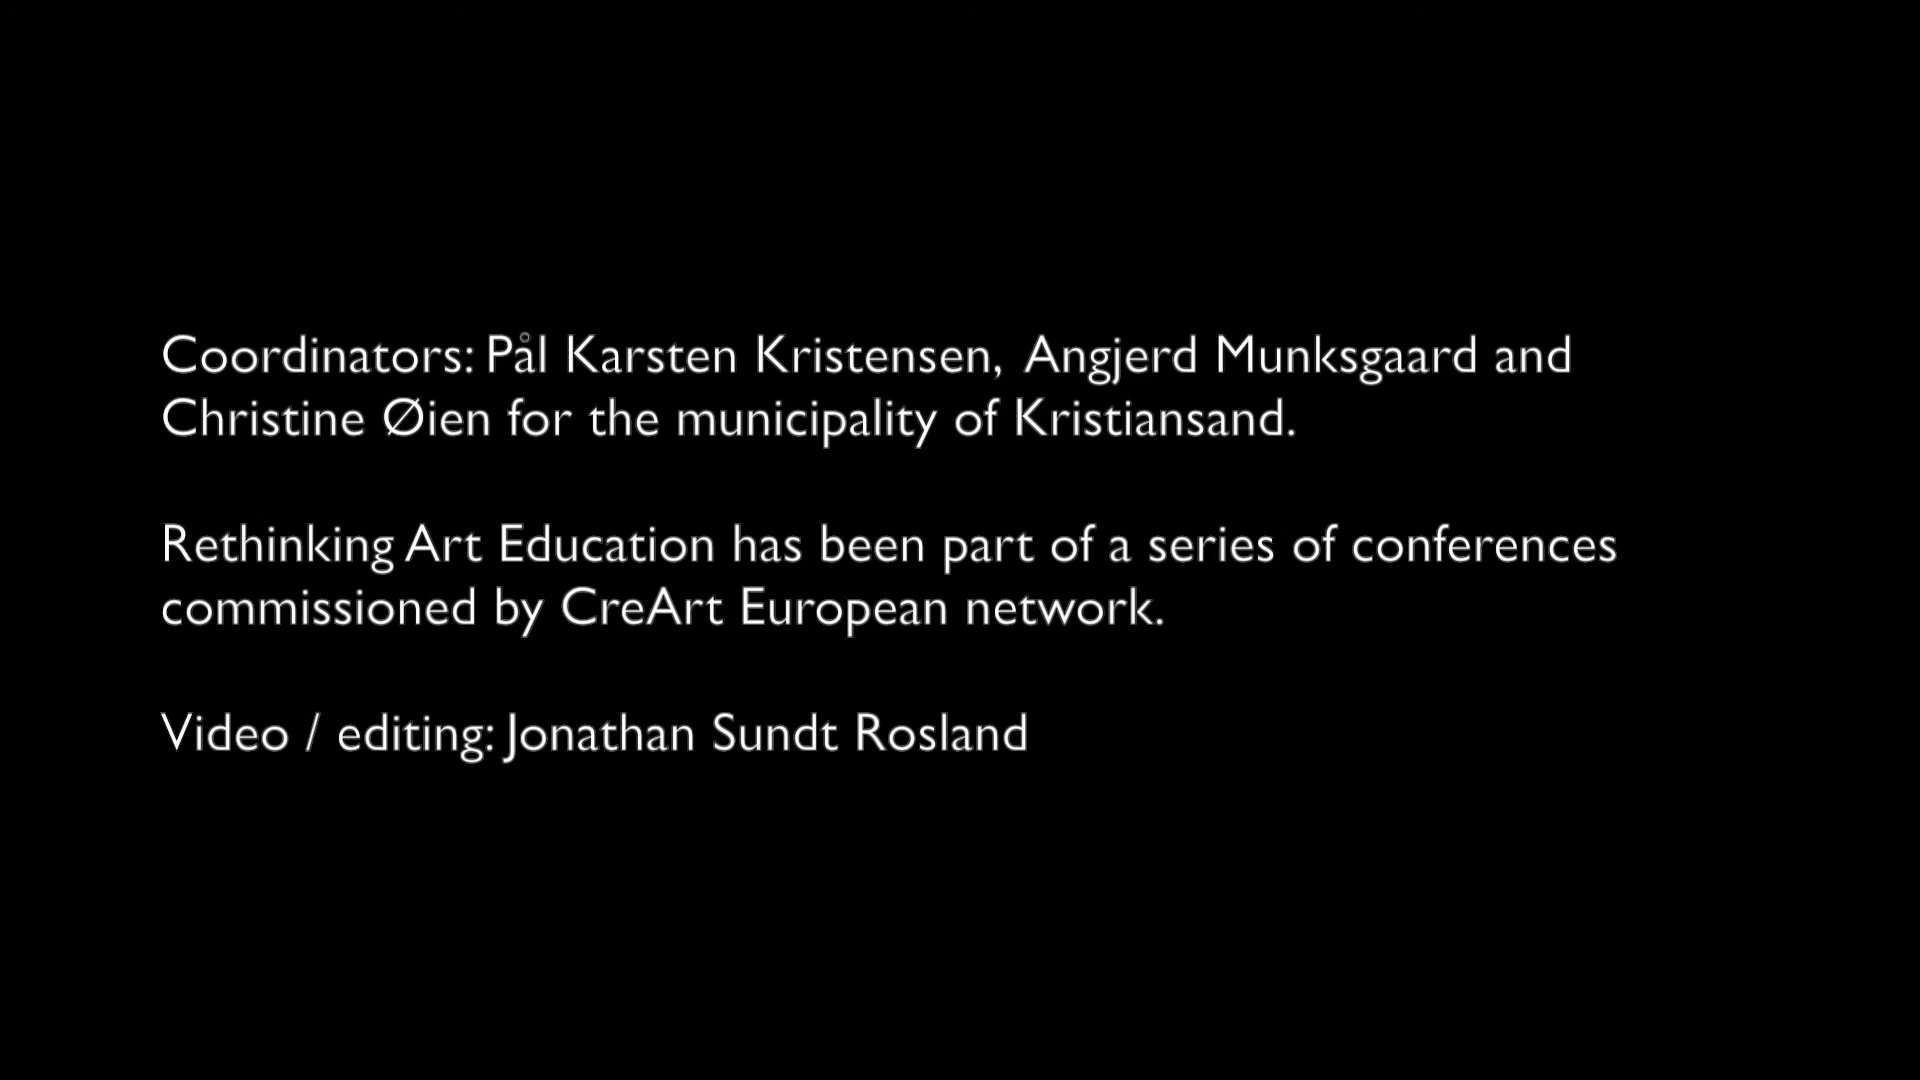 Coordinators: Pål Karsten Kristensen, Angjerd Munksgaard and
Christine Øien for the municipality of Kristiansand.
Rethinking Art Education has been part of a series of conferences
commissioned by CreArt European network.
Video / editing: Jonathan Sundt Rosland